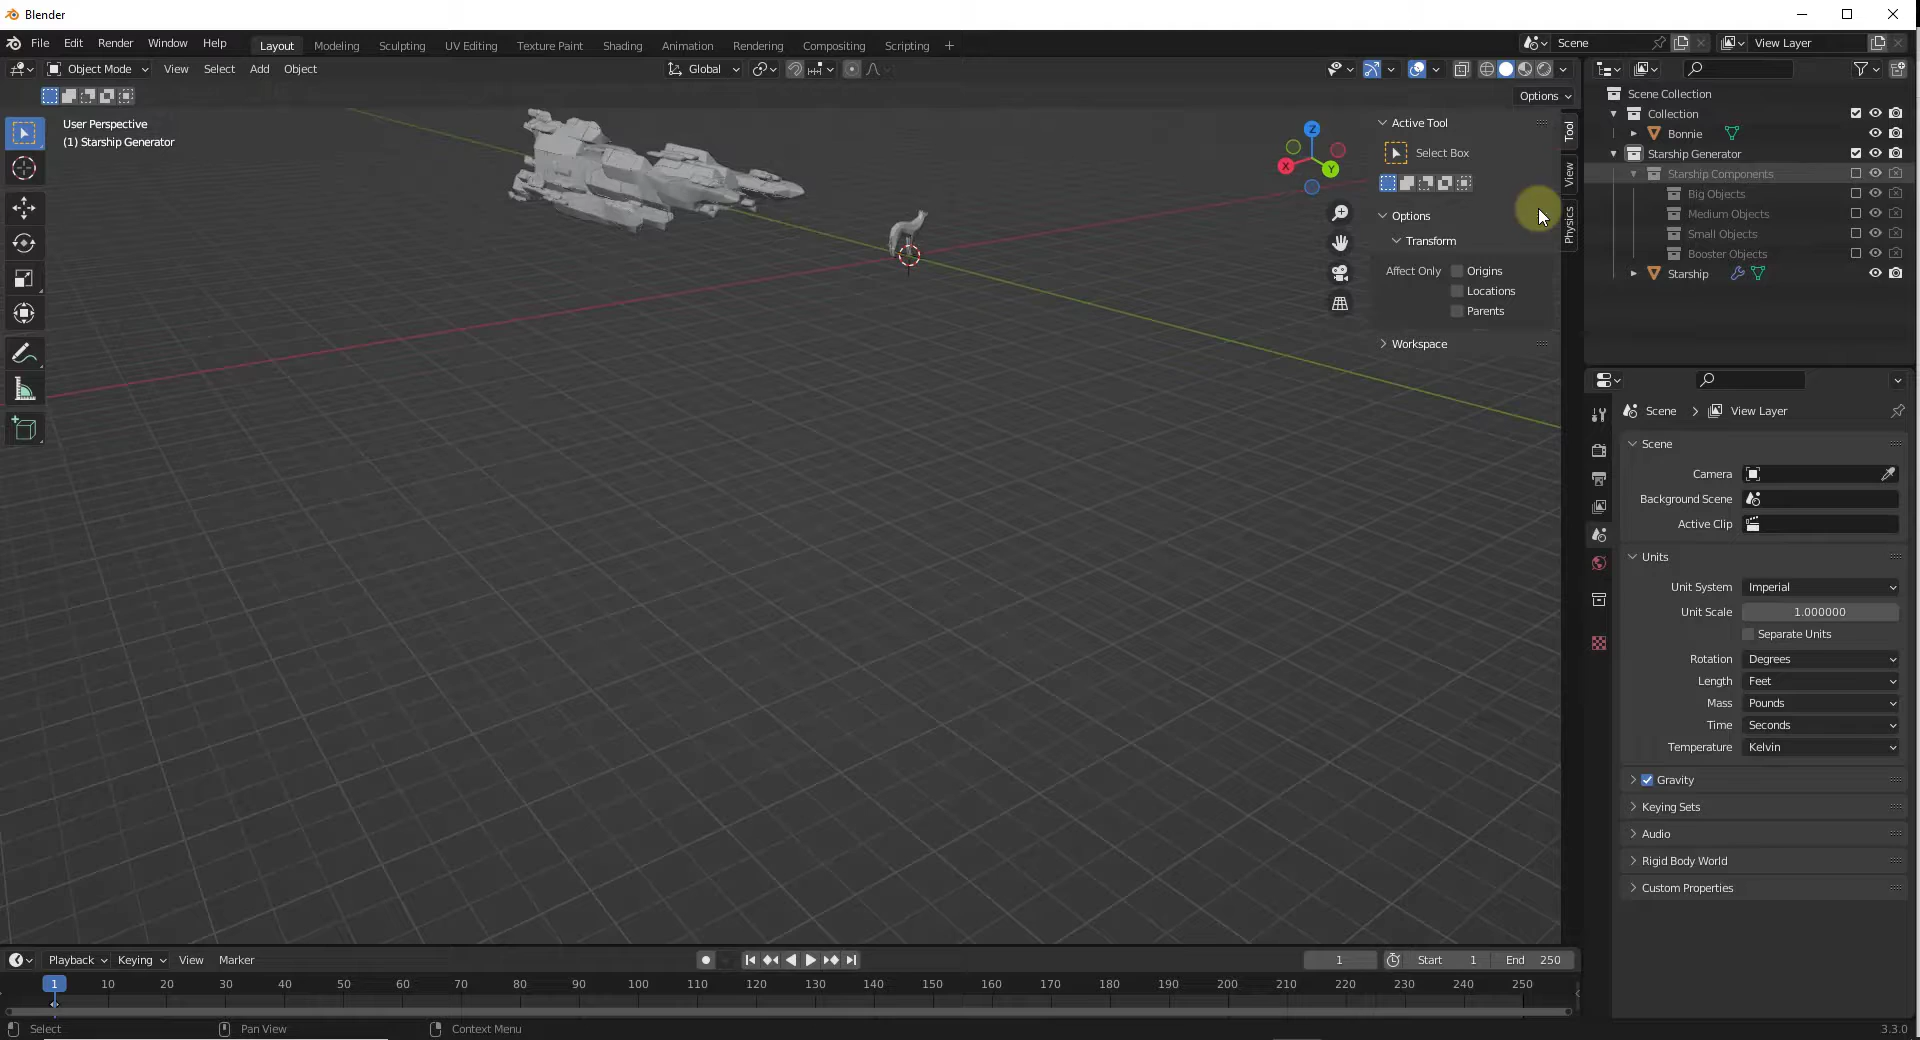 Blender
File Edit Render Window Help Layout Modeling Sculpting UV Editing Texture Paint Shading Animation Rendering Compositing Scripting + Scene View Layer
Object Mode View Select Add Object Global
Options
User Perspective
(1) Starship Generator
Z
X
Y
Active Tool
Select Box
Options
Transform
Affect Only Origins
Locations
Parents
Workspace
Tool
View
Physics
Scene Collection
Collection
Bonnie
Starship Generator
Starship Components
Big Objects
Medium Objects
Small Objects
Booster Objects
Starship
Scene > View Layer
Scene
Camera
Background Scene
Active Clip
Units
Unit System Imperial
Unit Scale 1.000000
Separate Units
Rotation Degrees
Length Feet
Mass Pounds
Time Seconds
Temperature Kelvin
Gravity
Keying Sets
Audio
Rigid Body World
Custom Properties
Playback Keying View Marker 1 Start 1 End 250
1 10 20 30 40 50 60 70 80 90 100 110 120 130 140 150 160 170 180 190 200 210 220 230 240 250
Select Pan View Context Menu 3.3.0